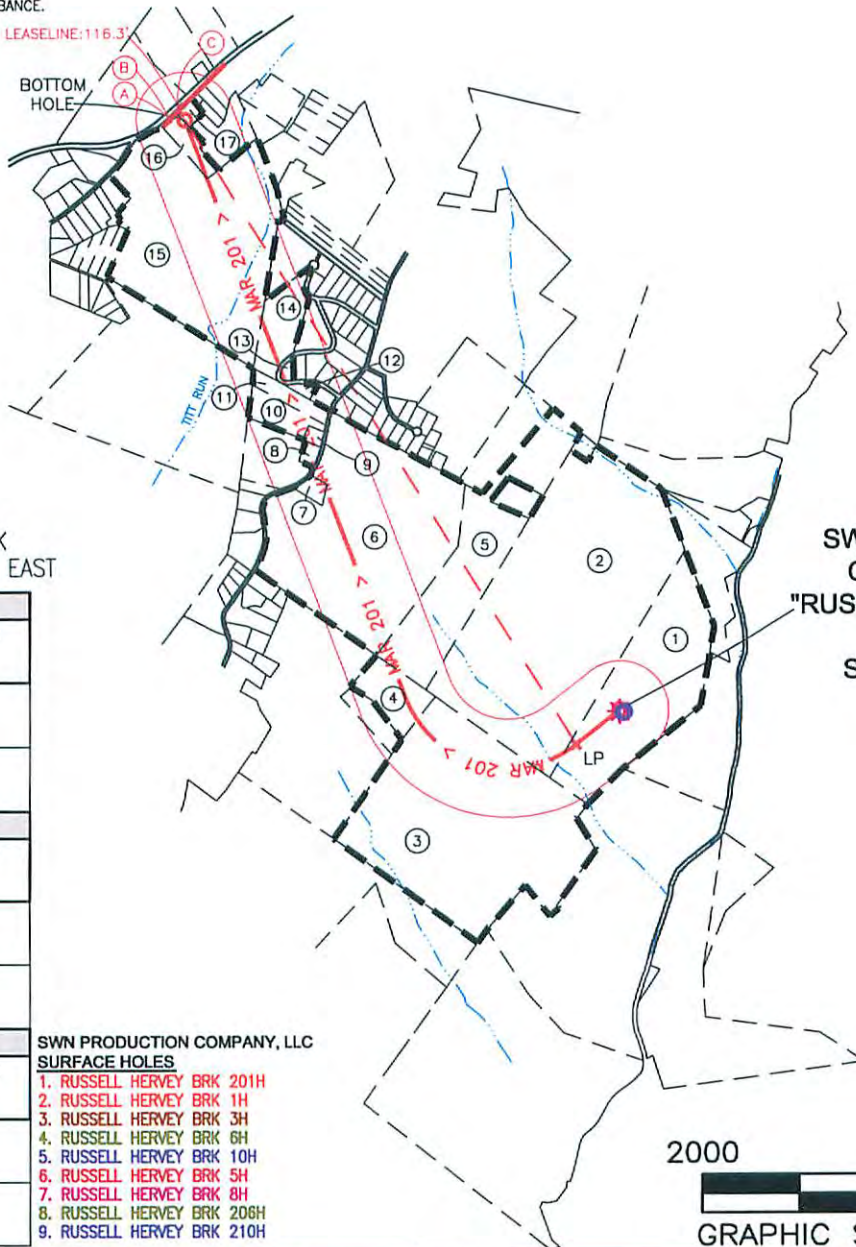 BANCE.
LEASELINE:116.3'
C
B
A
BOTTOM
HOLE
16
17
15
MAR 201 >
14
13
12
TITT RUN
11
10
8
9
7
6
5
2
1
4
MAR 201 >
MAR 201 >
LP
MAR 201 >
3
K
EAST
SW
"RUS
S
SWN PRODUCTION COMPANY, LLC
SURFACE HOLES
1. RUSSELL HERVEY BRK 201H
2. RUSSELL HERVEY BRK 1H
3. RUSSELL HERVEY BRK 3H
4. RUSSELL HERVEY BRK 6H
5. RUSSELL HERVEY BRK 10H
6. RUSSELL HERVEY BRK 5H
7. RUSSELL HERVEY BRK 8H
8. RUSSELL HERVEY BRK 206H
9. RUSSELL HERVEY BRK 210H
2000
GRAPHIC S